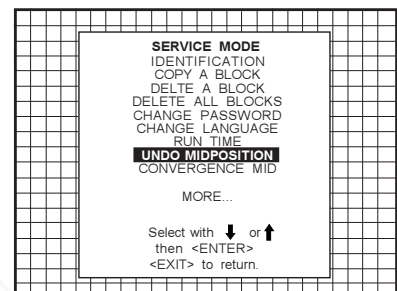 SERVICE MODE
IDENTIFICATION
COPY A BLOCK
DELTE A BLOCK
DELETE ALL BLOCKS
CHANGE PASSWORD
CHANGE LANGUAGE
RUN TIME
UNDO MIDPOSITION
CONVERGENCE MID
MORE...
Select with ⬇ or ⬆
then <ENTER>
<EXIT> to return.